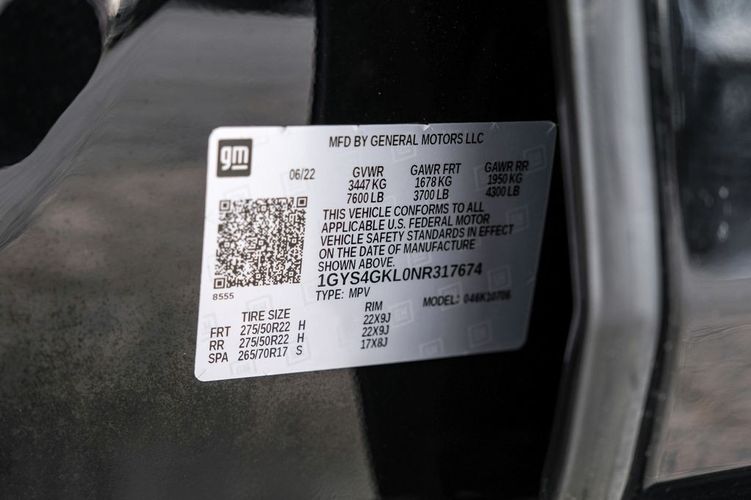 gm
MFD BY GENERAL MOTORS LLC
06/22 GVWR GAWR FRT GAWR RR
3447 KG 1678 KG 1950 KG
7600 LB 3700 LB 4300 LB
THIS VEHICLE CONFORMS TO ALL
APPLICABLE U.S. FEDERAL MOTOR
VEHICLE SAFETY STANDARDS IN EFFECT
ON THE DATE OF MANUFACTURE
SHOWN ABOVE.
1GYS4GKL0NR317674
8555
TYPE: MPV MODEL: 046K10706
TIRE SIZE RIM
FRT 275/50R22 H 22X9J
RR 275/50R22 H 22X9J
SPA 265/70R17 S 17X8J